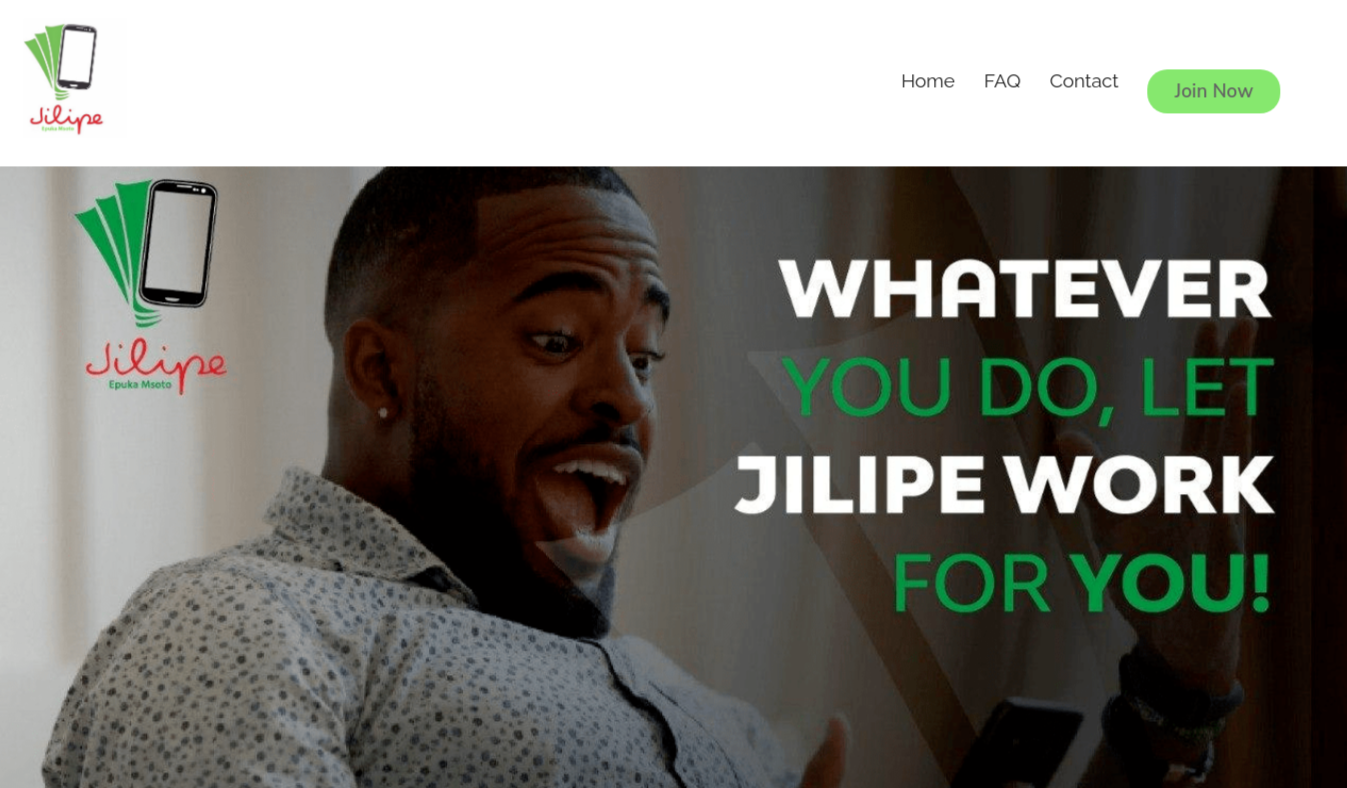 Jilipe
Epuka Msoto
Home FAQ Contact Join Now
Jilipe
Epuka Msoto
WHATEVER
YOU DO, LET
JILIPE WORK
FOR YOU!